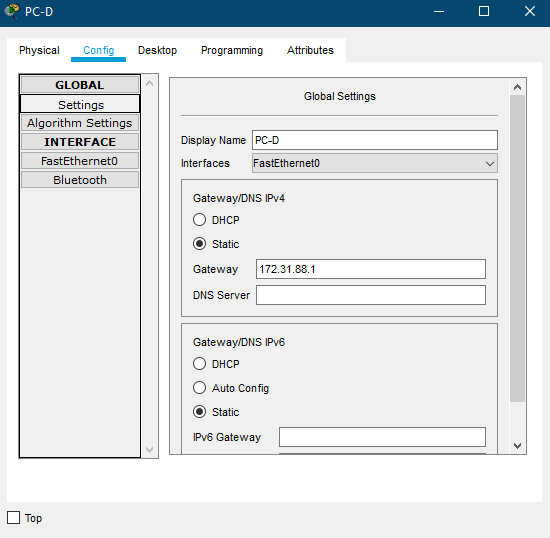 PC-D
Physical Config Desktop Programming Attributes
GLOBAL
Settings
Algorithm Settings
INTERFACE
FastEthernet0
Bluetooth
Global Settings
Display Name PC-D
Interfaces FastEthernet0
Gateway/DNS IPv4
DHCP
Static
Gateway 172.31.88.1
DNS Server
Gateway/DNS IPv6
DHCP
Auto Config
Static
IPv6 Gateway
Top